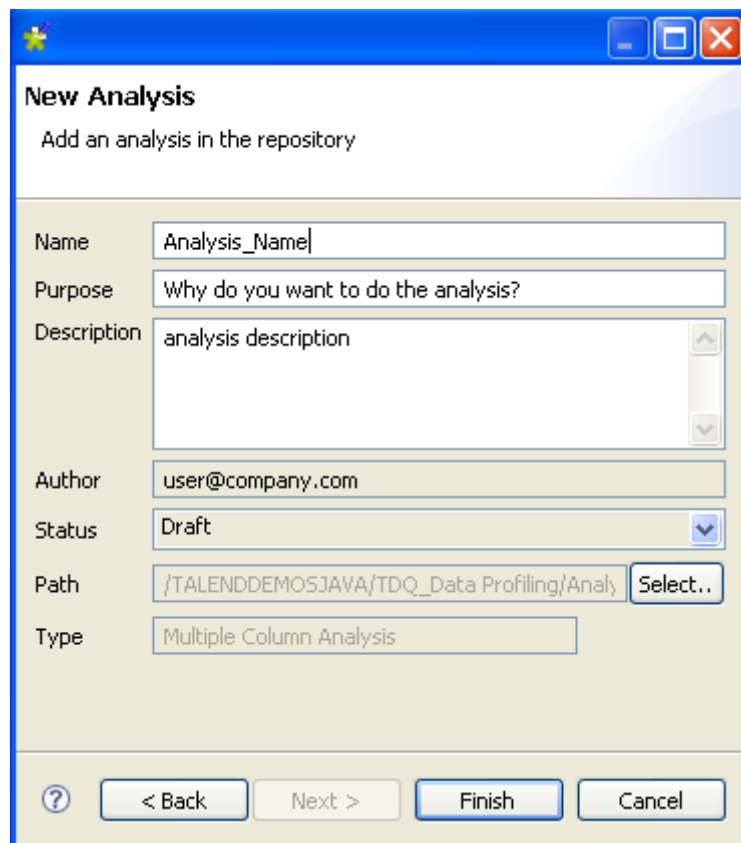 New Analysis
Add an analysis in the repository
Name Analysis_Name
Purpose Why do you want to do the analysis?
Description analysis description
Author user@company.com
Status Draft
Path /TALENDDEMOSJAVA/TDQ_Data Profiling/Analy Select..
Type Multiple Column Analysis
? < Back Next > Finish Cancel